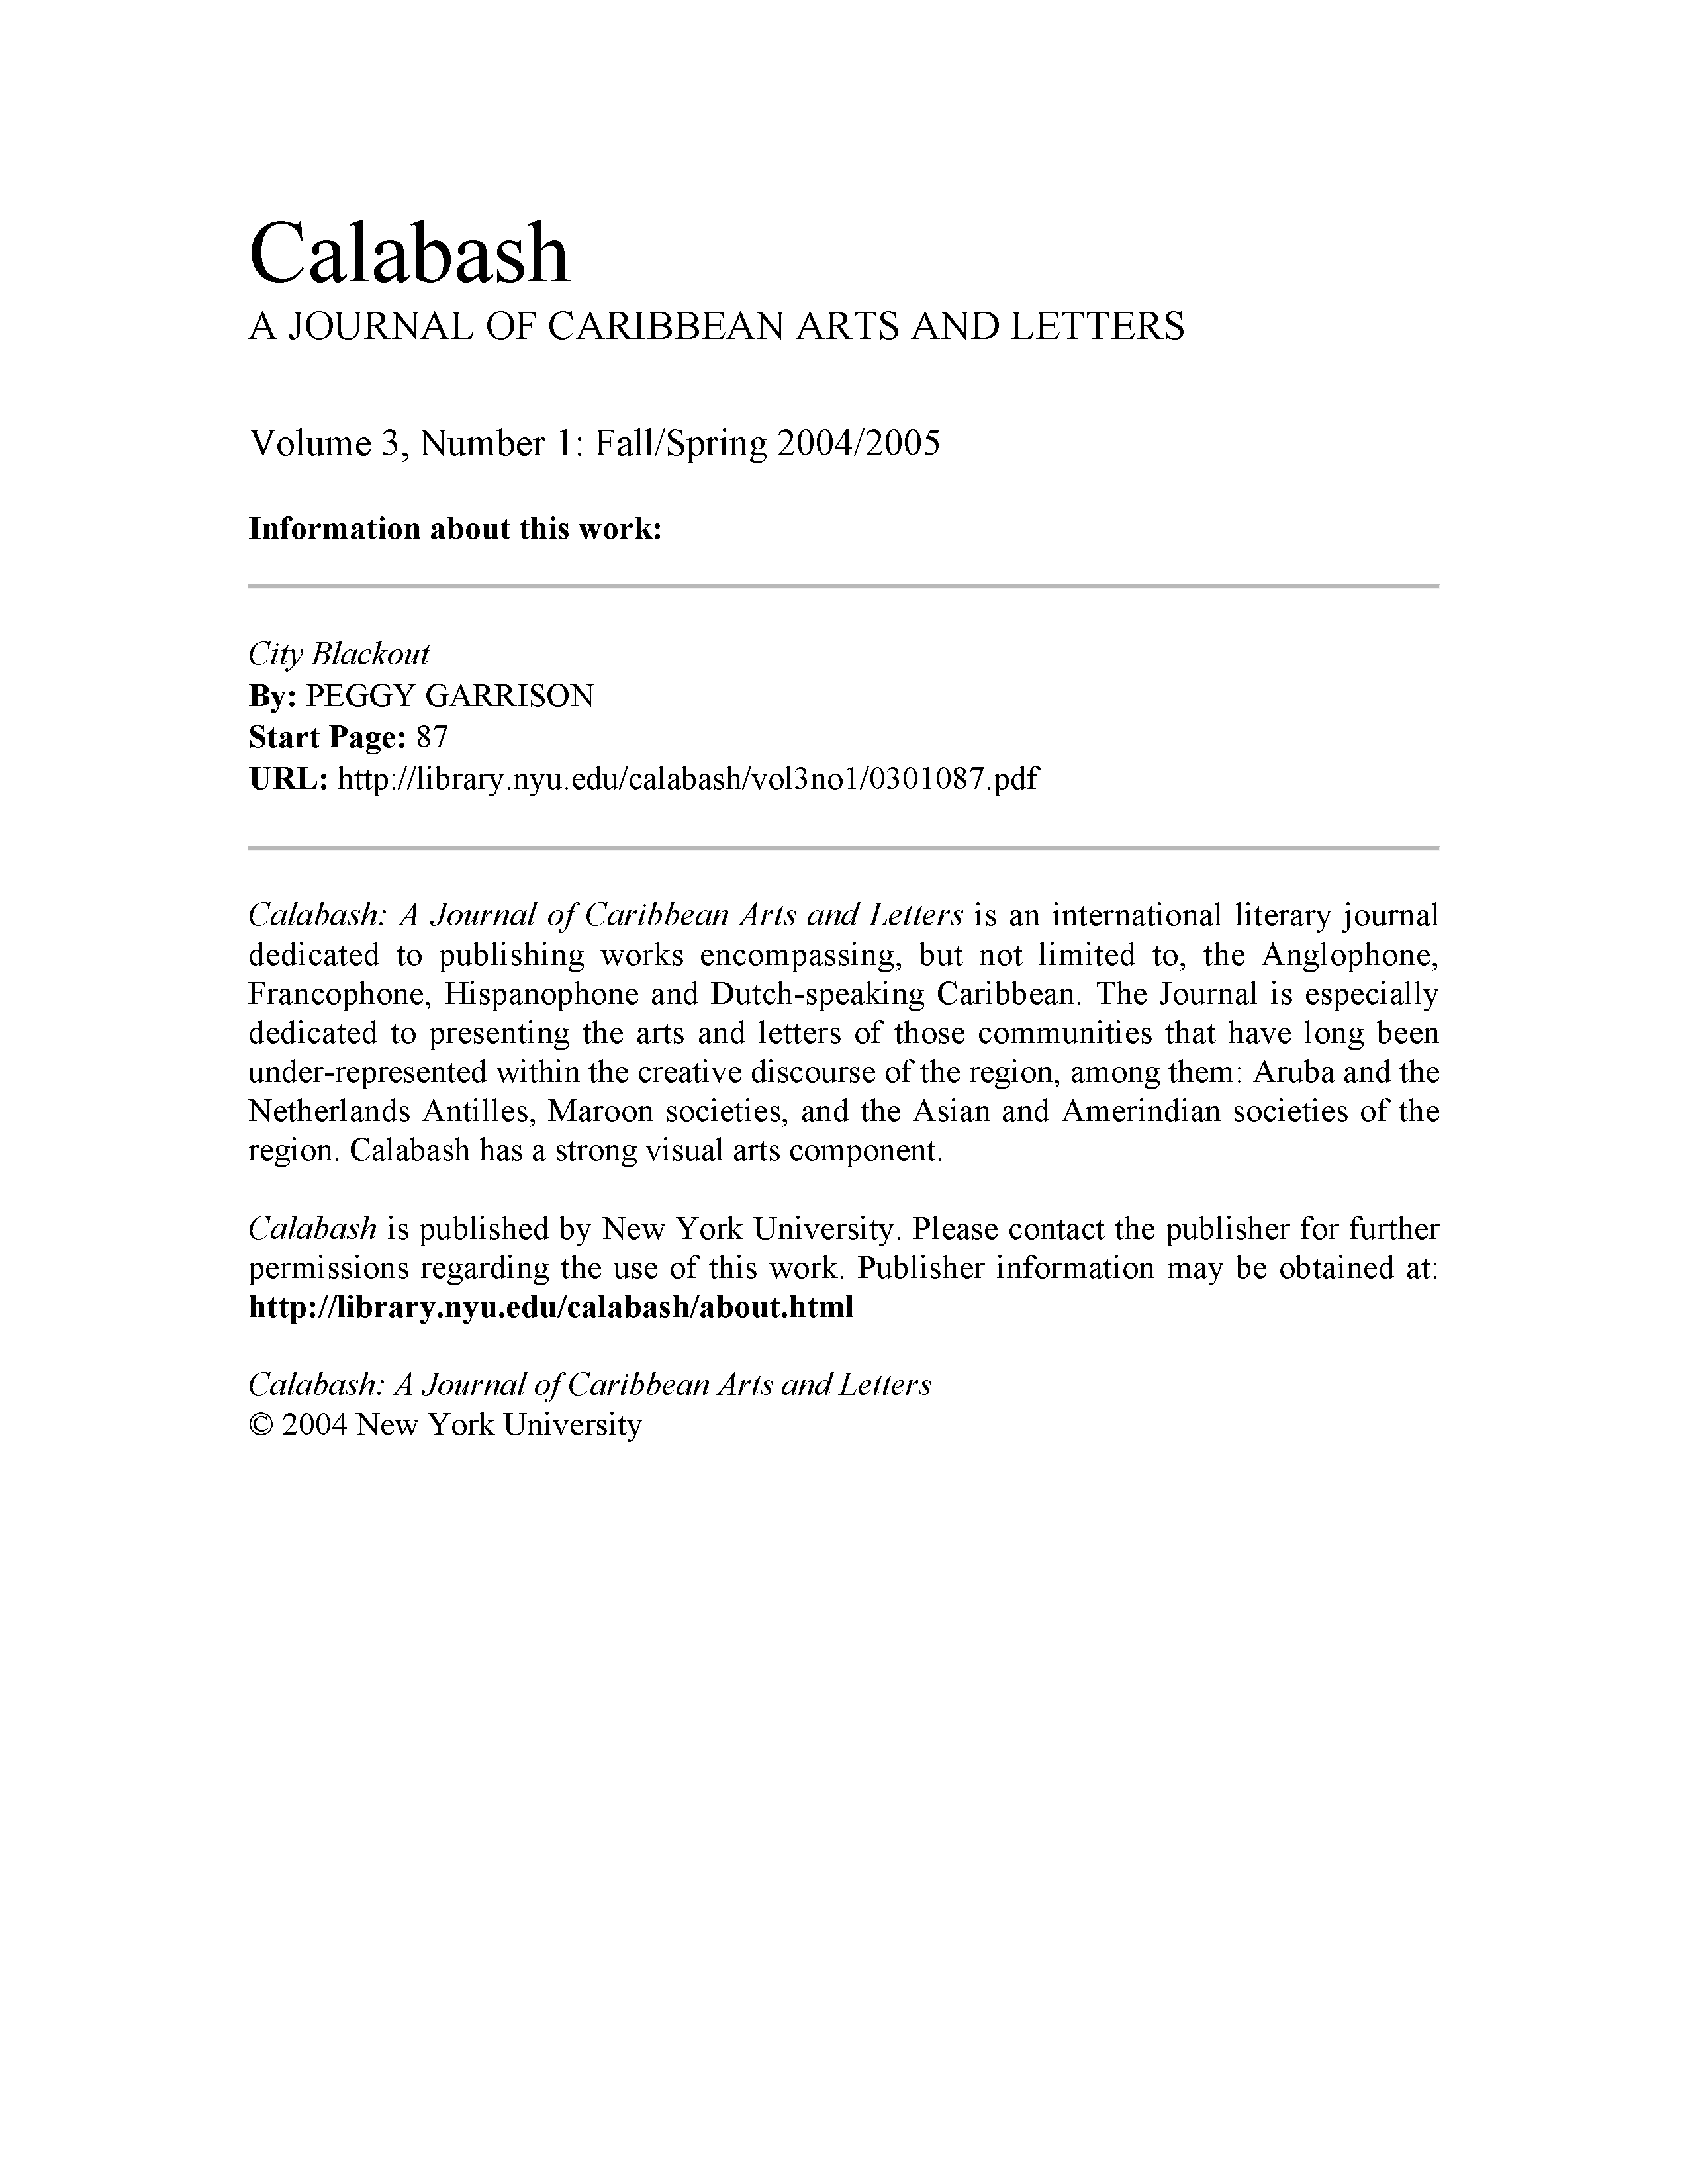 Calabash
A JOURNAL OF CARIBBEAN ARTS AND LETTERS
Volume 3, Number 1: Fall/Spring 2004/2005
Information about this work:
City Blackout
By: PEGGY GARRISON
Start Page: 87
URL: http://library.nyu.edu/calabash/vol3no1/0301087.pdf
Calabash: A Journal of Caribbean Arts and Letters is an international literary journal
dedicated to publishing works encompassing, but not limited to, the Anglophone,
Francophone, Hispanophone and Dutch-speaking Caribbean. The Journal is especially
dedicated to presenting the arts and letters of those communities that have long been
under-represented within the creative discourse of the region, among them: Aruba and the
Netherlands Antilles, Maroon societies, and the Asian and Amerindian societies of the
region. Calabash has a strong visual arts component.
Calabash is published by New York University. Please contact the publisher for further
permissions regarding the use of this work. Publisher information may be obtained at:
http://library.nyu.edu/calabash/about.html
Calabash: A Journal of Caribbean Arts and Letters
© 2004 New York University